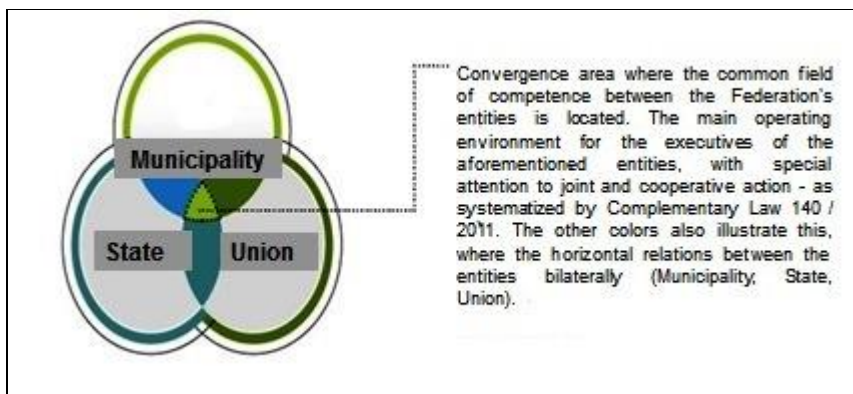 Municipality
State
Union
Convergence area where the common field
of competence between the Federation's
entities is located. The main operating
environment for the executives of the
aforementioned entities, with special
attention to joint and cooperative action - as
systematized by Complementary Law 140 /
2011. The other colors also illustrate this,
where the horizontal relations between the
entities bilaterally (Municipality, State,
Union).